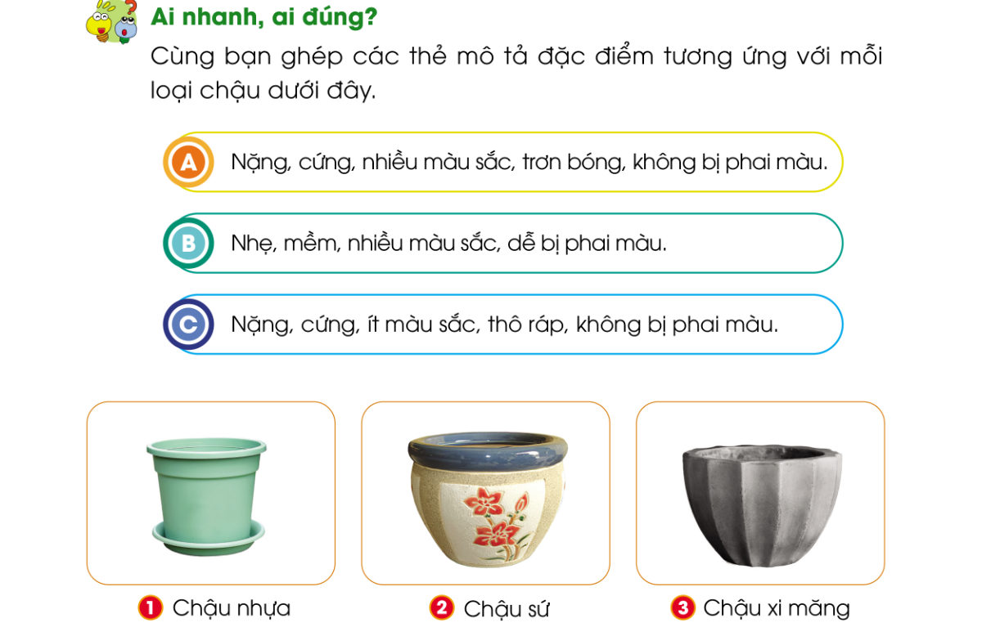 Ai nhanh, ai đúng?
Cùng bạn ghép các thẻ mô tả đặc điểm tương ứng với mỗi
loại chậu dưới đây.
A Nặng, cứng, nhiều màu sắc, trơn bóng, không bị phai màu.
B Nhẹ, mềm, nhiều màu sắc, dễ bị phai màu.
C Nặng, cứng, ít màu sắc, thô ráp, không bị phai màu.
1 Chậu nhựa
2 Chậu sứ
3 Chậu xi măng